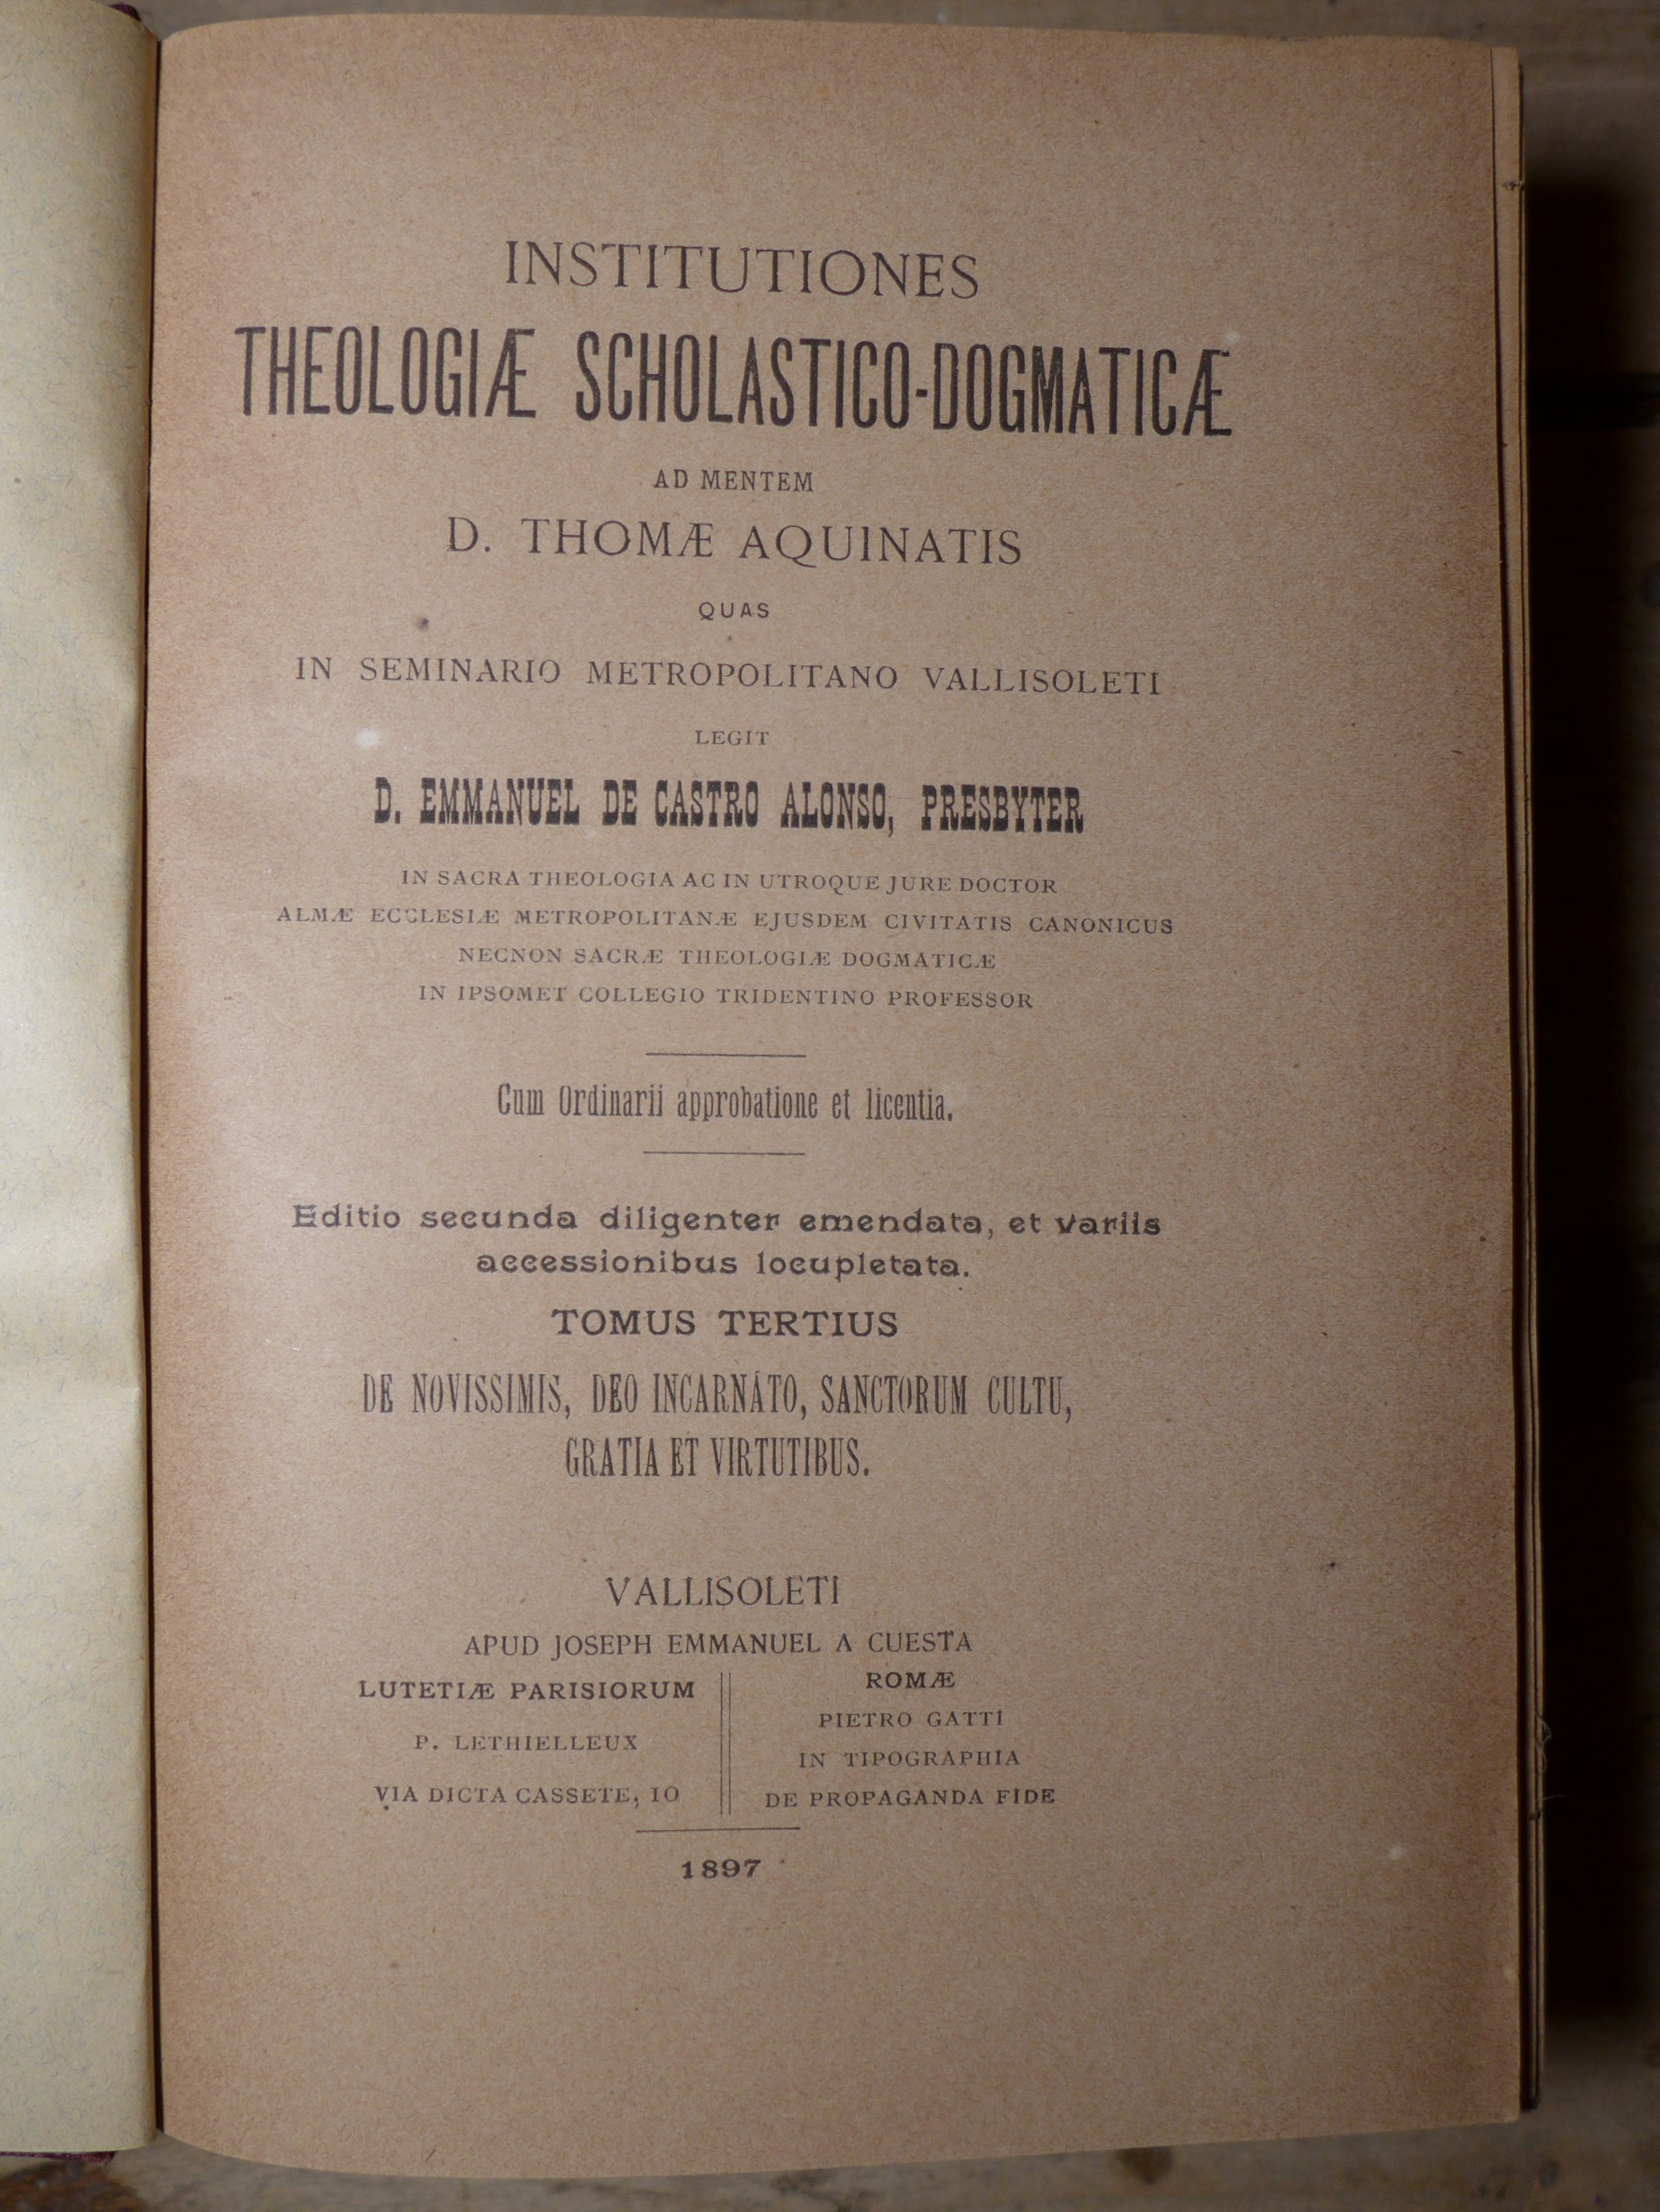 INSTITUTIONES
THEOLOGIÆ SCHOLASTICO-DOGMATICÆ
AD MENTEM
D. THOMÆ AQUINATIS
QUAS
IN SEMINARIO METROPOLITANO VALLISOLETI
LEGIT
D. EMMANUEL DE CASTRO ALONSO, PRESBYTER
IN SACRA THEOLOGIA AC IN UTROQUE JURE DOCTOR
ALMÆ ECCLESIÆ METROPOLITANÆ EJUSDEM CIVITATIS CANONICUS
NECNON SACRÆ THEOLOGIÆ DOGMATICÆ
IN IPSOMET COLLEGIO TRIDENTINO PROFESSOR
Cum Ordinarii approbatione et licentia.
Editio secunda diligenter emendata, et variis
accessionibus locupletata.
TOMUS TERTIUS
DE NOVISSIMIS, DEO INCARNATO, SANCTORUM CULTU,
GRATIA ET VIRTUTIBUS.
VALLISOLETI
APUD JOSEPH EMMANUEL A CUESTA
LUTETIÆ PARISIORUM
P. LETHIELLEUX
VIA DICTA CASSETE, 10
ROMÆ
PIETRO GATTI
IN TIPOGRAPHIA
DE PROPAGANDA FIDE
1897